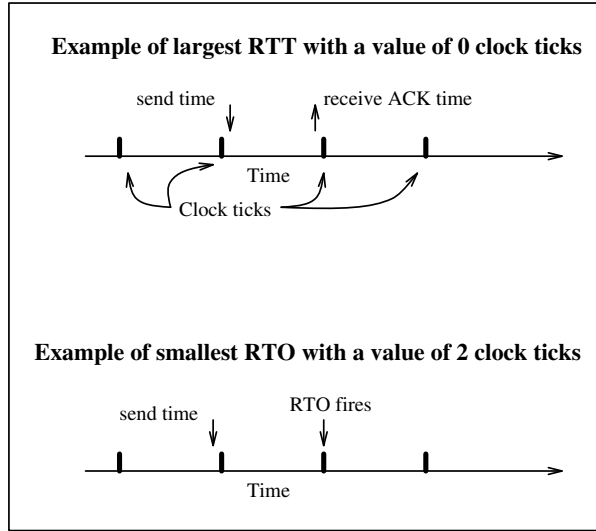 Example of largest RTT with a value of 0 clock ticks
send time
receive ACK time
Time
Clock ticks
Example of smallest RTO with a value of 2 clock ticks
send time
RTO fires
Time